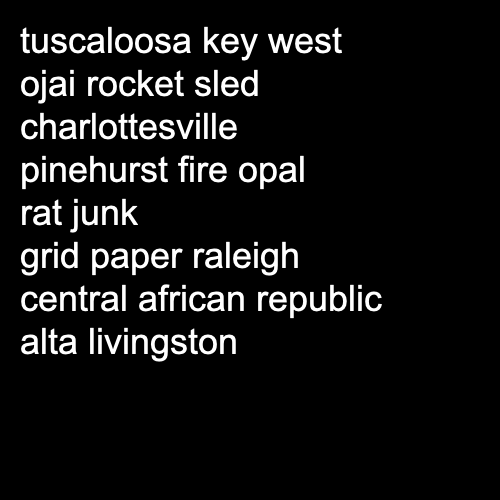 tuscaloosa key west
ojai rocket sled
charlottesville
pinehurst fire opal
rat junk
grid paper raleigh
central african republic
alta livingston